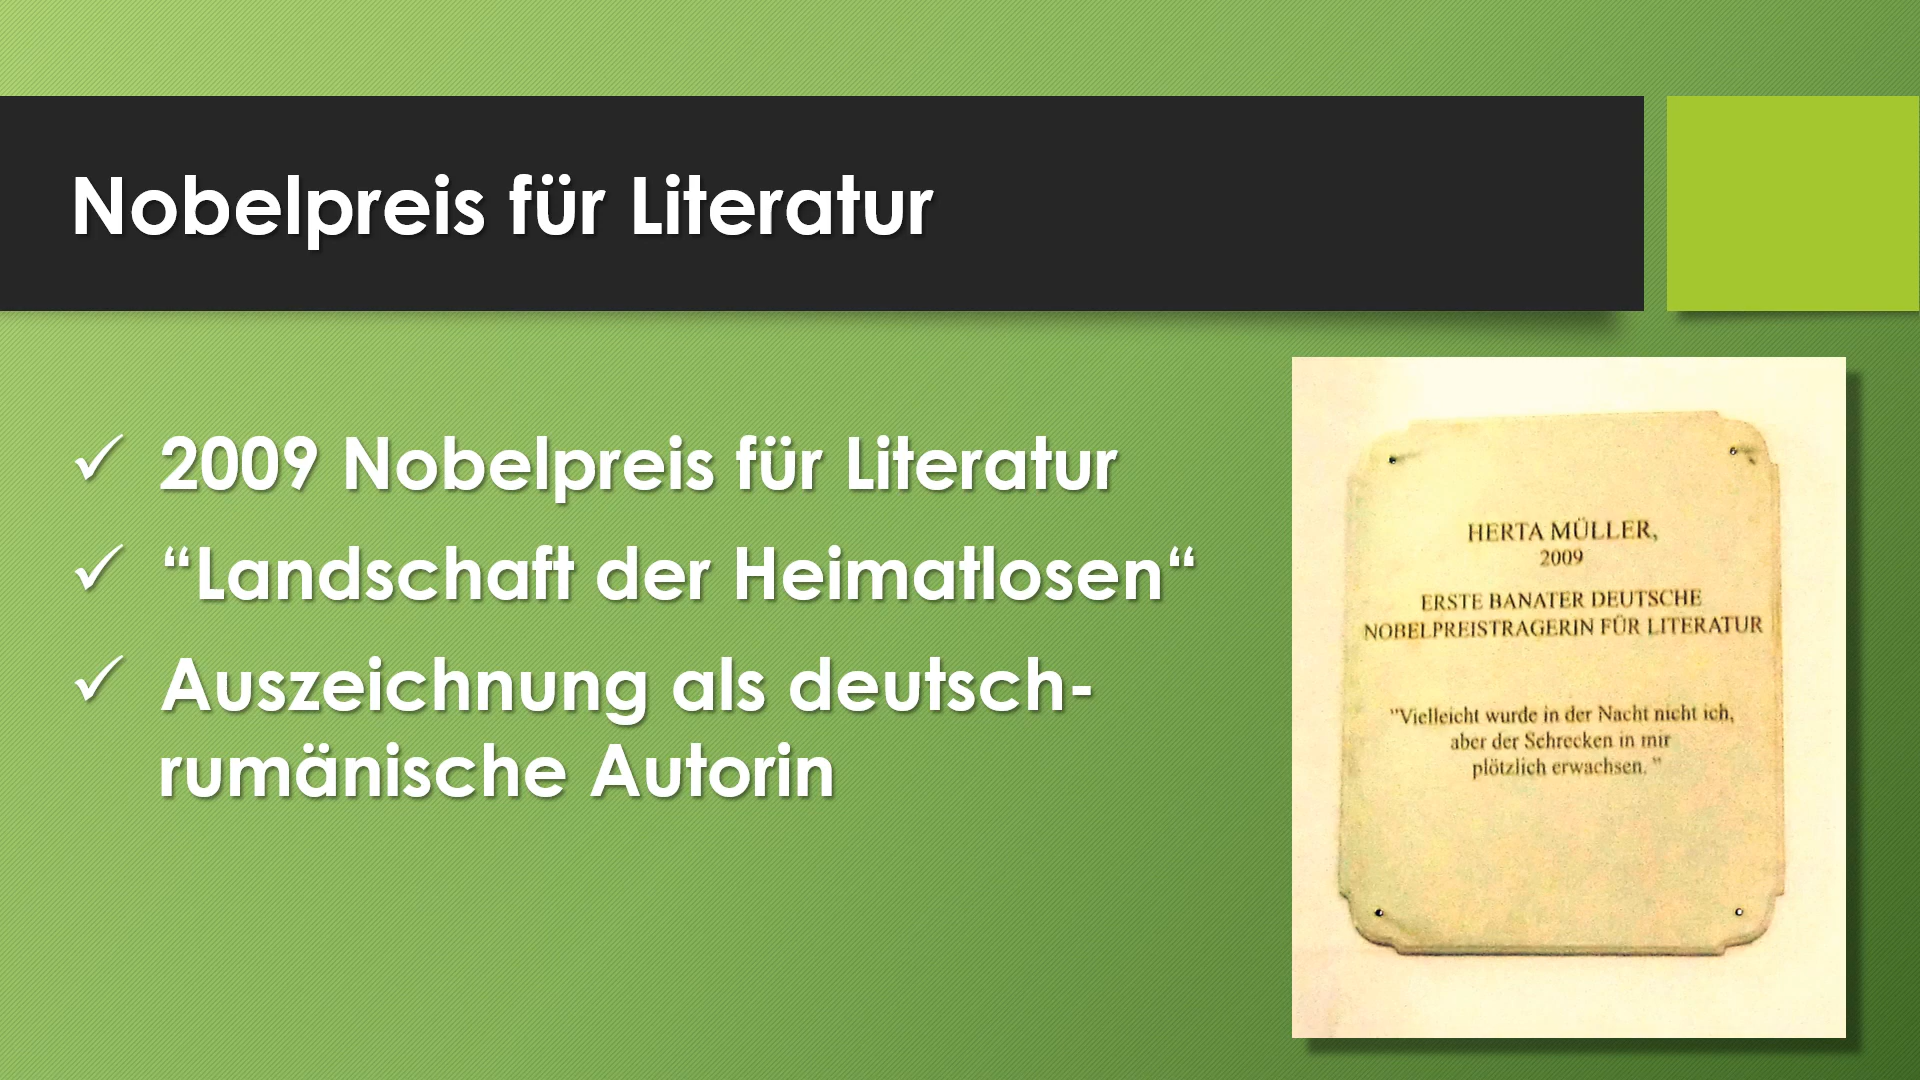 Nobelpreis für Literatur
✓ 2009 Nobelpreis für Literatur
✓ “Landschaft der Heimatlosen“
✓ Auszeichnung als deutsch-
rumänische Autorin
HERTA MÜLLER,
2009
ERSTE BANATER DEUTSCHE
NOBELPREISTRAGERIN FÜR LITERATUR
"Vielleicht wurde in der Nacht nicht ich,
aber der Schrecken in mir
plötzlich erwachsen. "